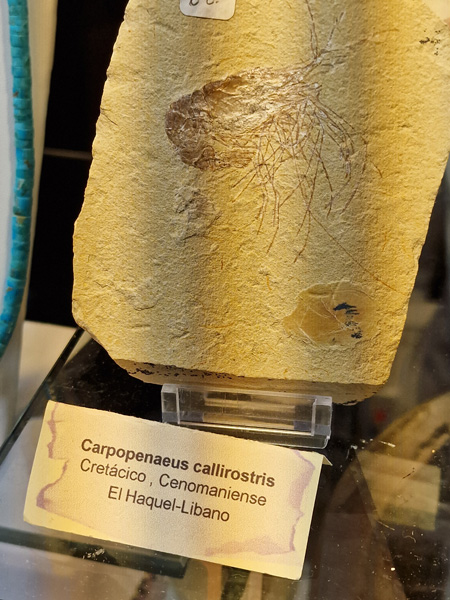 Carpopenaeus callirostris
Cretácico , Cenomaniense
El Haquel-Libano